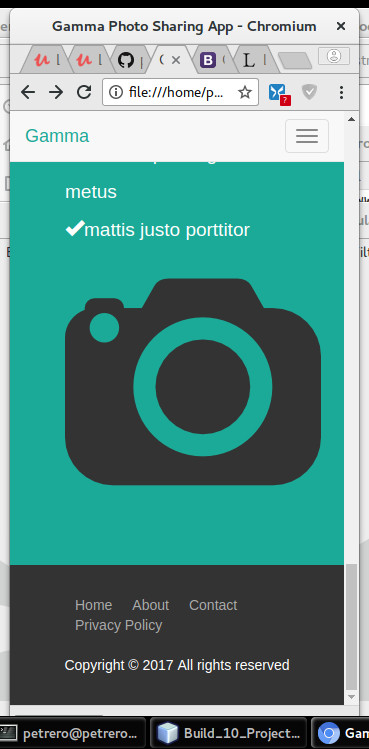 Gamma Photo Sharing App - Chromium
file:///home/p...
Gamma
metus
mattis justo porttitor
Home About Contact
Privacy Policy
Copyright © 2017 All rights reserved
petrero@petrero... Build_10_Project... Gam